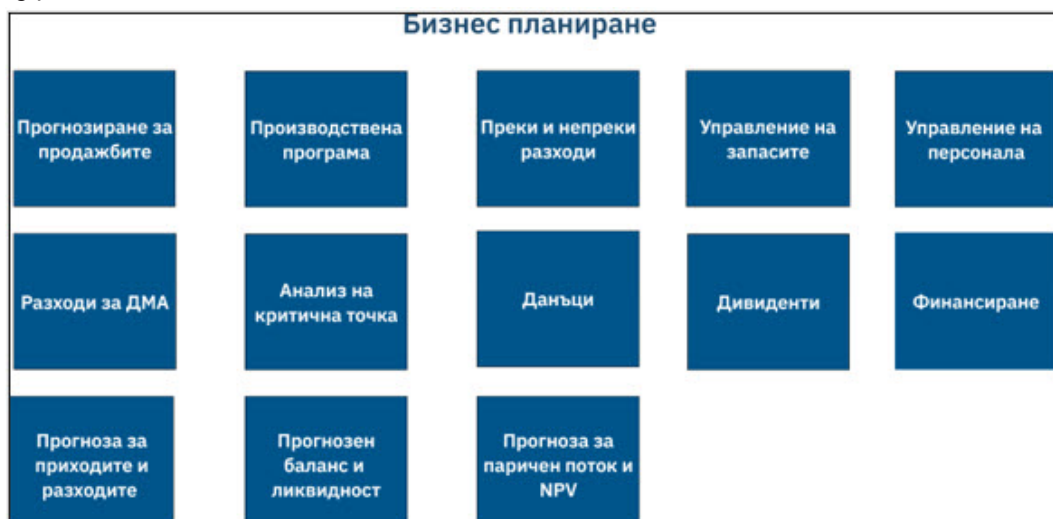 Бизнес планиране
Прогнозиране за
продажбите
Производствена
програма
Преки и непреки
разходи
Управление на
запасите
Управление на
персонала
Разходи за ДМА
Анализ на
критична точка
Данъци
Дивиденти
Финансиране
Прогноза за
приходите и
разходите
Прогнозен
баланс и
ликвидност
Прогноза за
паричен поток и
NPV